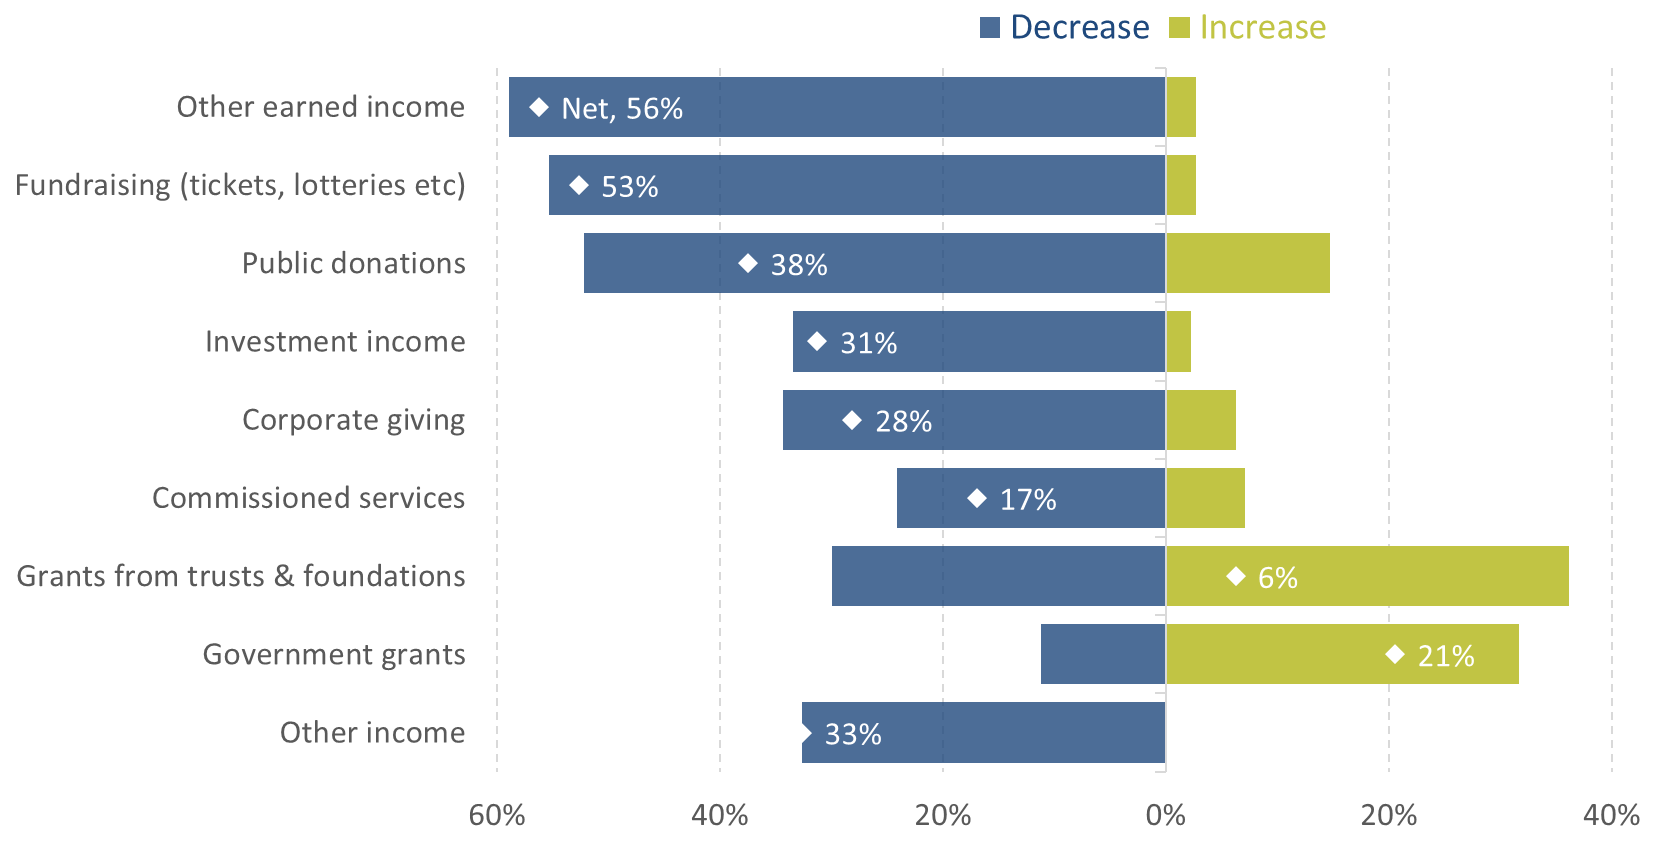 Decrease Increase
Other earned income Net, 56%
Fundraising (tickets, lotteries etc) 53%
Public donations 38%
Investment income 31%
Corporate giving 28%
Commissioned services 17%
Grants from trusts & foundations 6%
Government grants 21%
Other income 33%
60% 40% 20% 0% 20% 40%